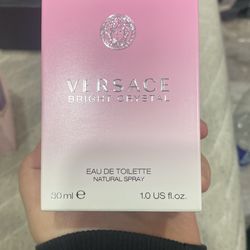 VERSACE
BRIGHT CRYSTAL
EAU DE TOILETTE
NATURAL SPRAY
30 ml e 1.0 US fl.oz.